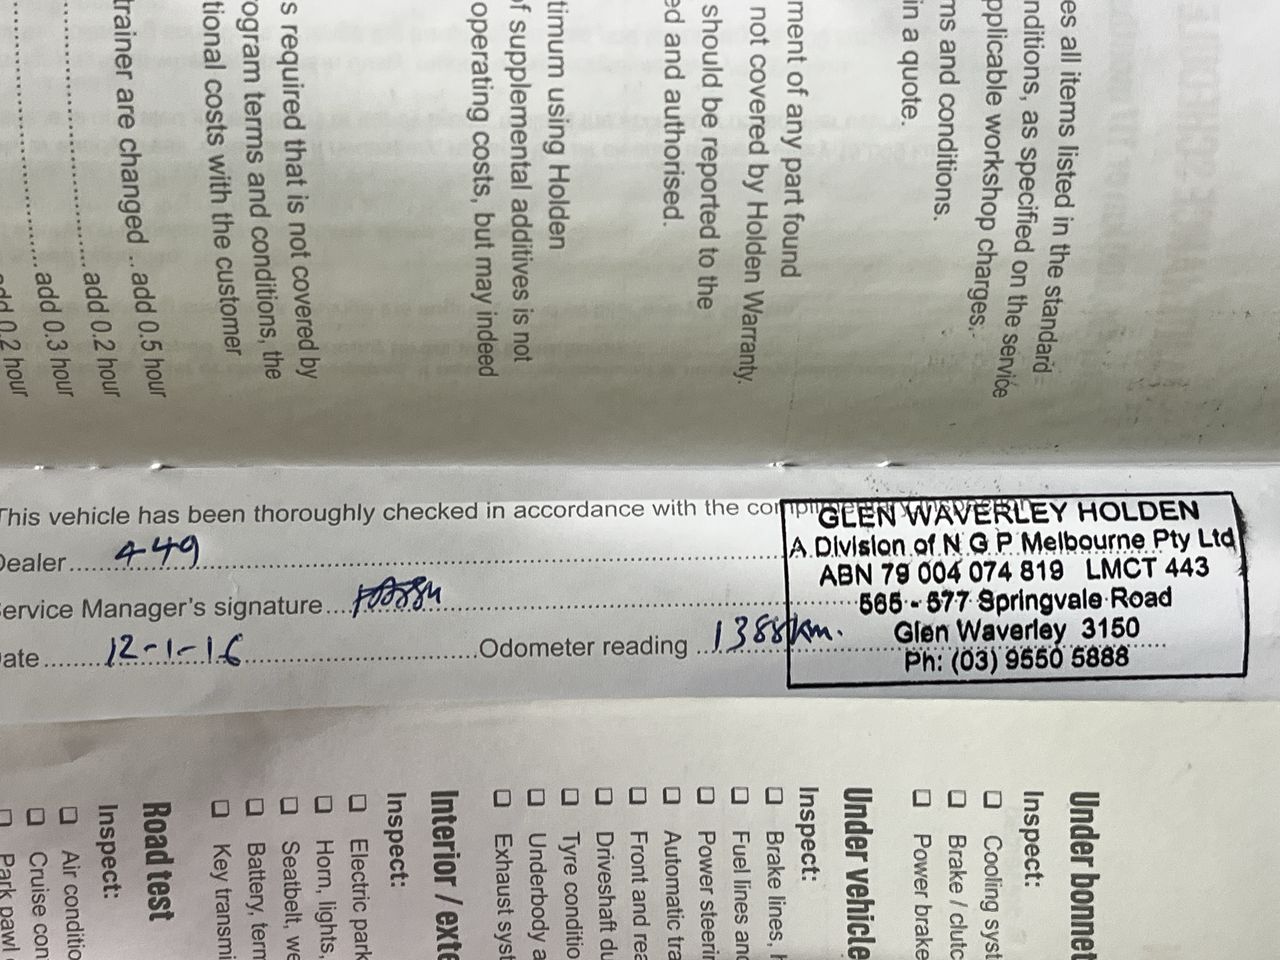 es all items listed in the standard
nditions, as specified on the service
pplicable workshop charges.
ms and conditions.
in a quote.
ment of any part found
not covered by Holden Warranty.
should be reported to the
ed and authorised.
timum using Holden
of supplemental additives is not
operating costs, but may indeed
s required that is not covered by
ogram terms and conditions, the
tional costs with the customer
trainer are changed .. add 0.5 hour
add 0.2 hour
add 0.3 hour
add 0.2 hour
This vehicle has been thoroughly checked in accordance with the complimentary inspection
Dealer 449
Service Manager's signature
Date 12-1-16 Odometer reading 1388km.
GLEN WAVERLEY HOLDEN
A Division of N G P Melbourne Pty Ltd
ABN 79 004 074 819 LMCT 443
565 - 577 Springvale Road
Glen Waverley 3150
Ph: (03) 9550 5888
Under bonnet
Inspect:
❑ Cooling syst
❑ Brake / clutc
❑ Power brake
Under vehicle
Inspect:
❑ Brake lines, h
❑ Fuel lines and
❑ Power steerin
❑ Automatic tra
❑ Front and rea
❑ Driveshaft du
❑ Tyre conditio
❑ Underbody a
❑ Exhaust syst
Interior / exte
Inspect:
❑ Electric park
❑ Horn, lights,
❑ Seatbelt, we
❑ Battery, term
❑ Key transmi
Road test
Inspect:
❑ Air conditio
❑ Cruise con
❑ Park pawl